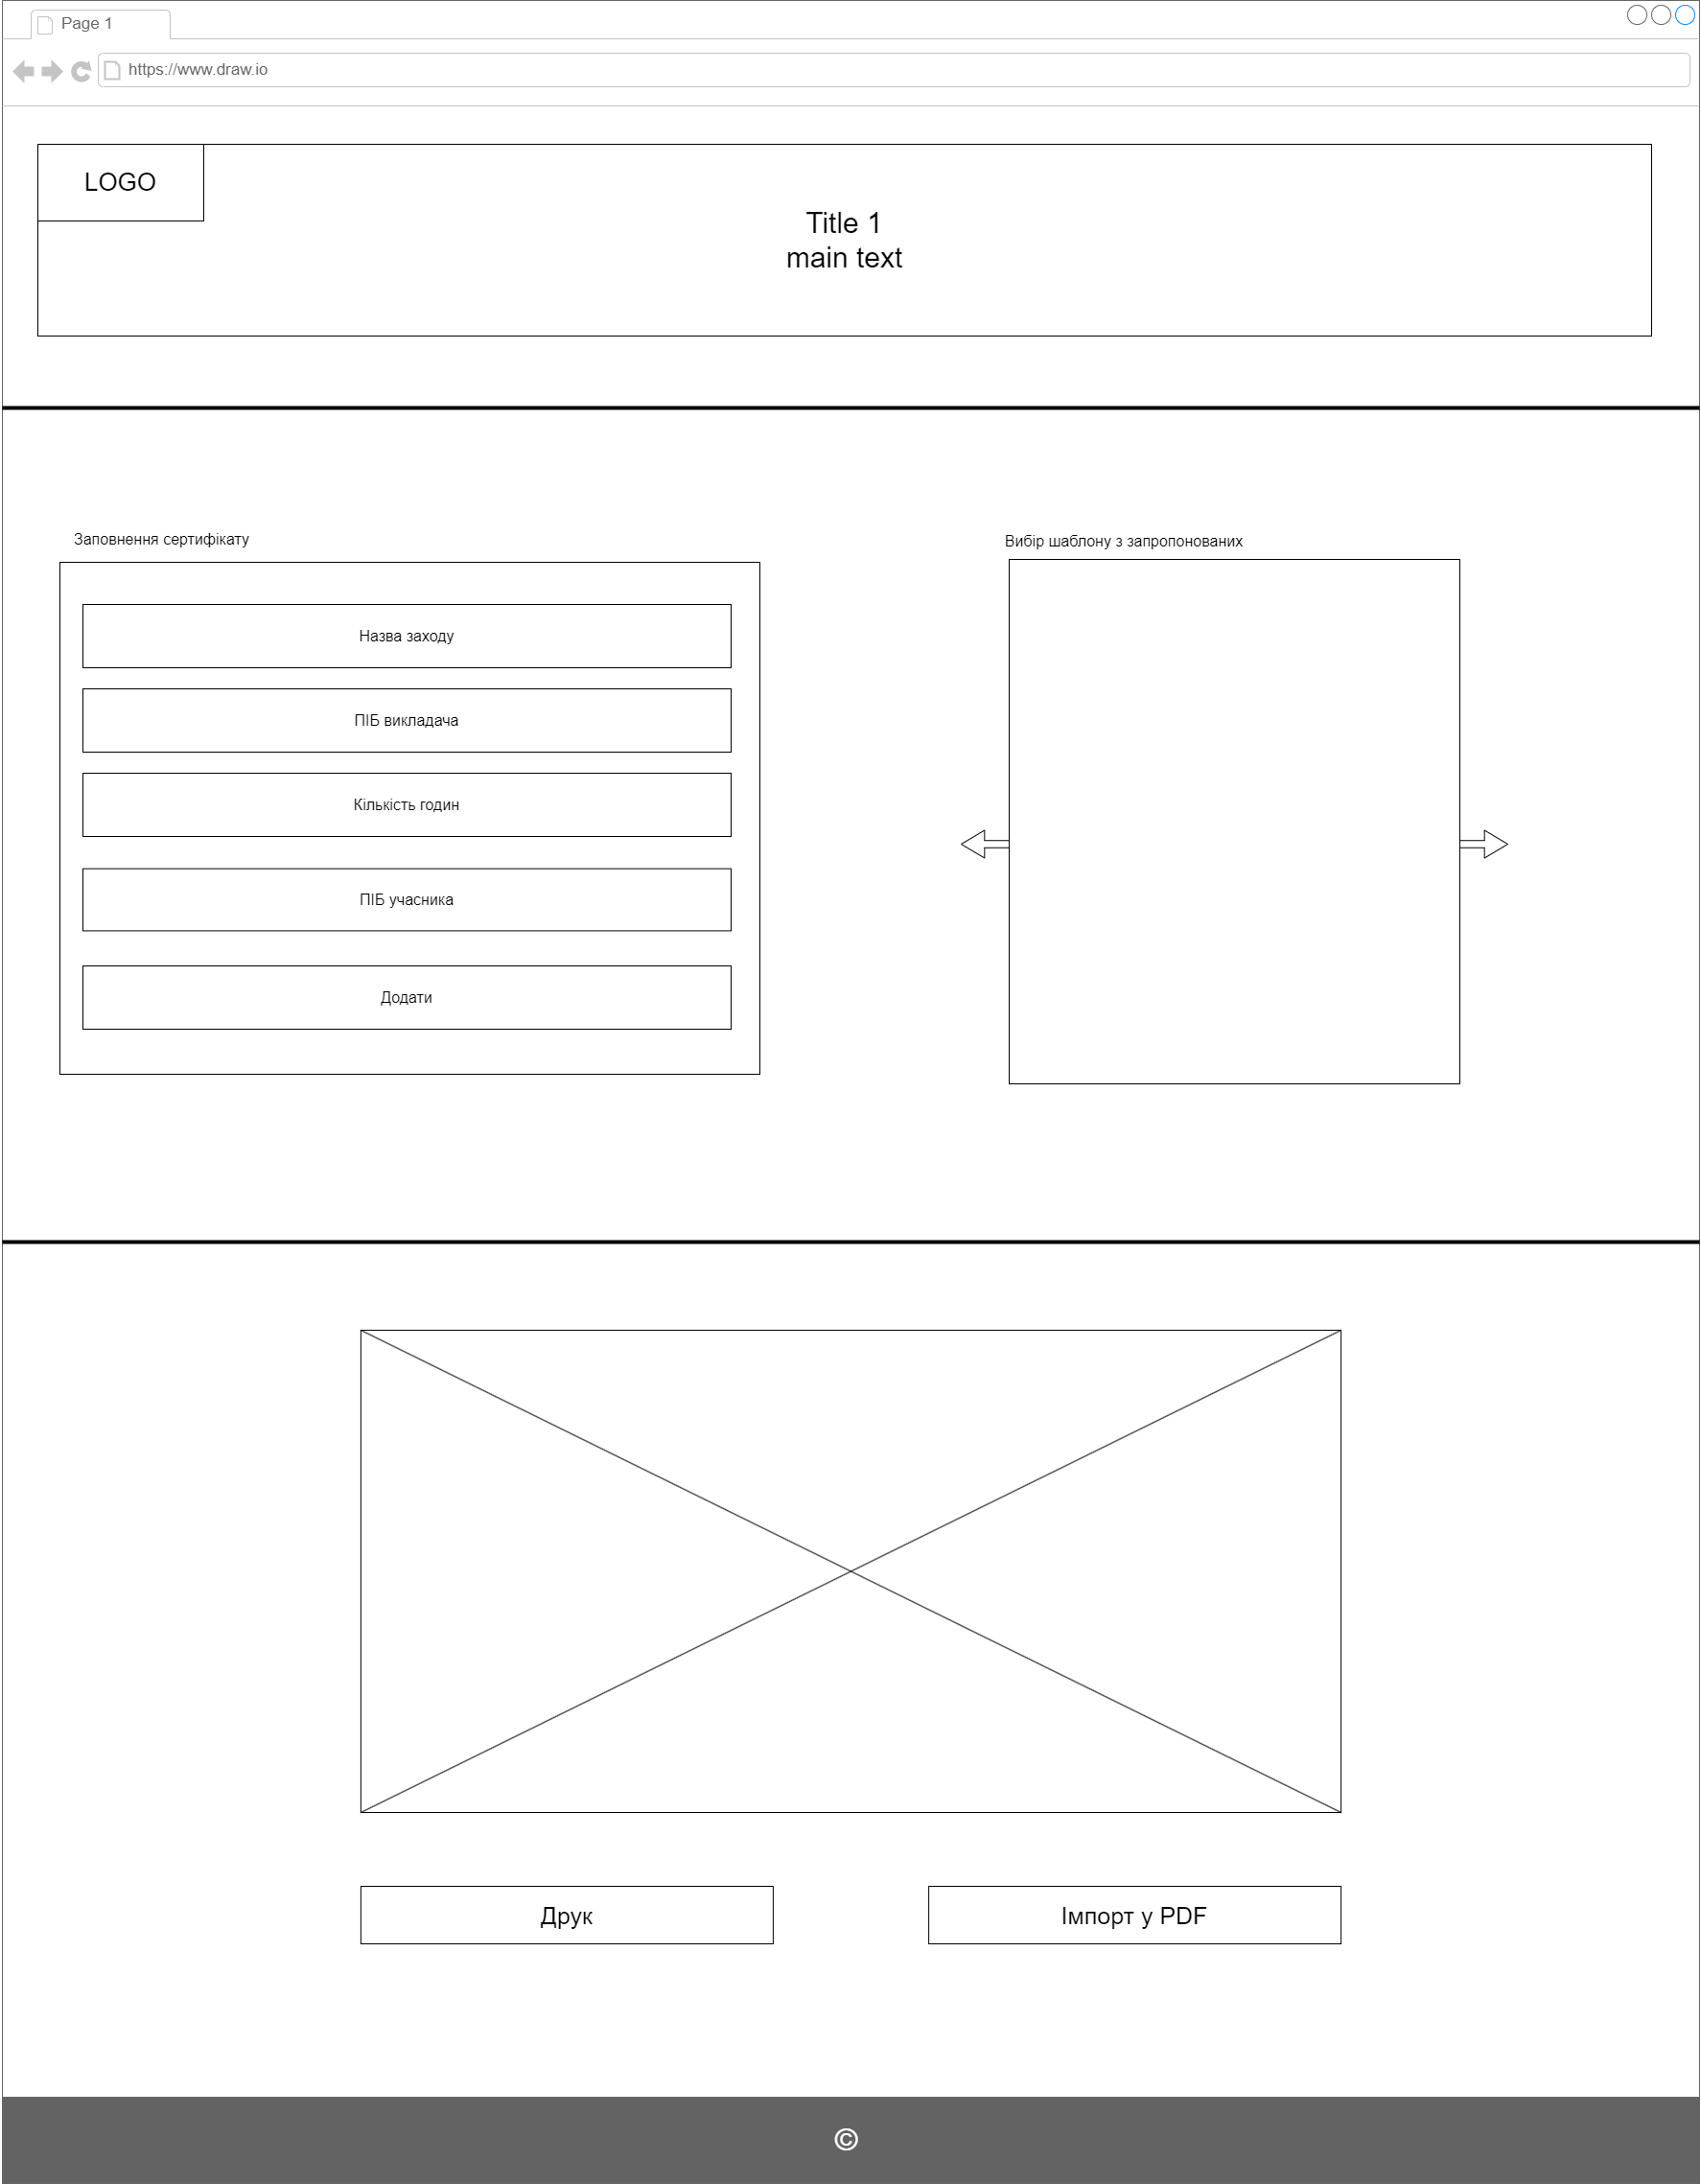 Page 1
https://www.draw.io
LOGO
Title 1
main text
Заповнення сертифікату
Вибір шаблону з запропонованих
Назва заходу
ПІБ викладача
Кількість годин
ПІБ учасника
Додати
Друк
Імпорт у PDF
©